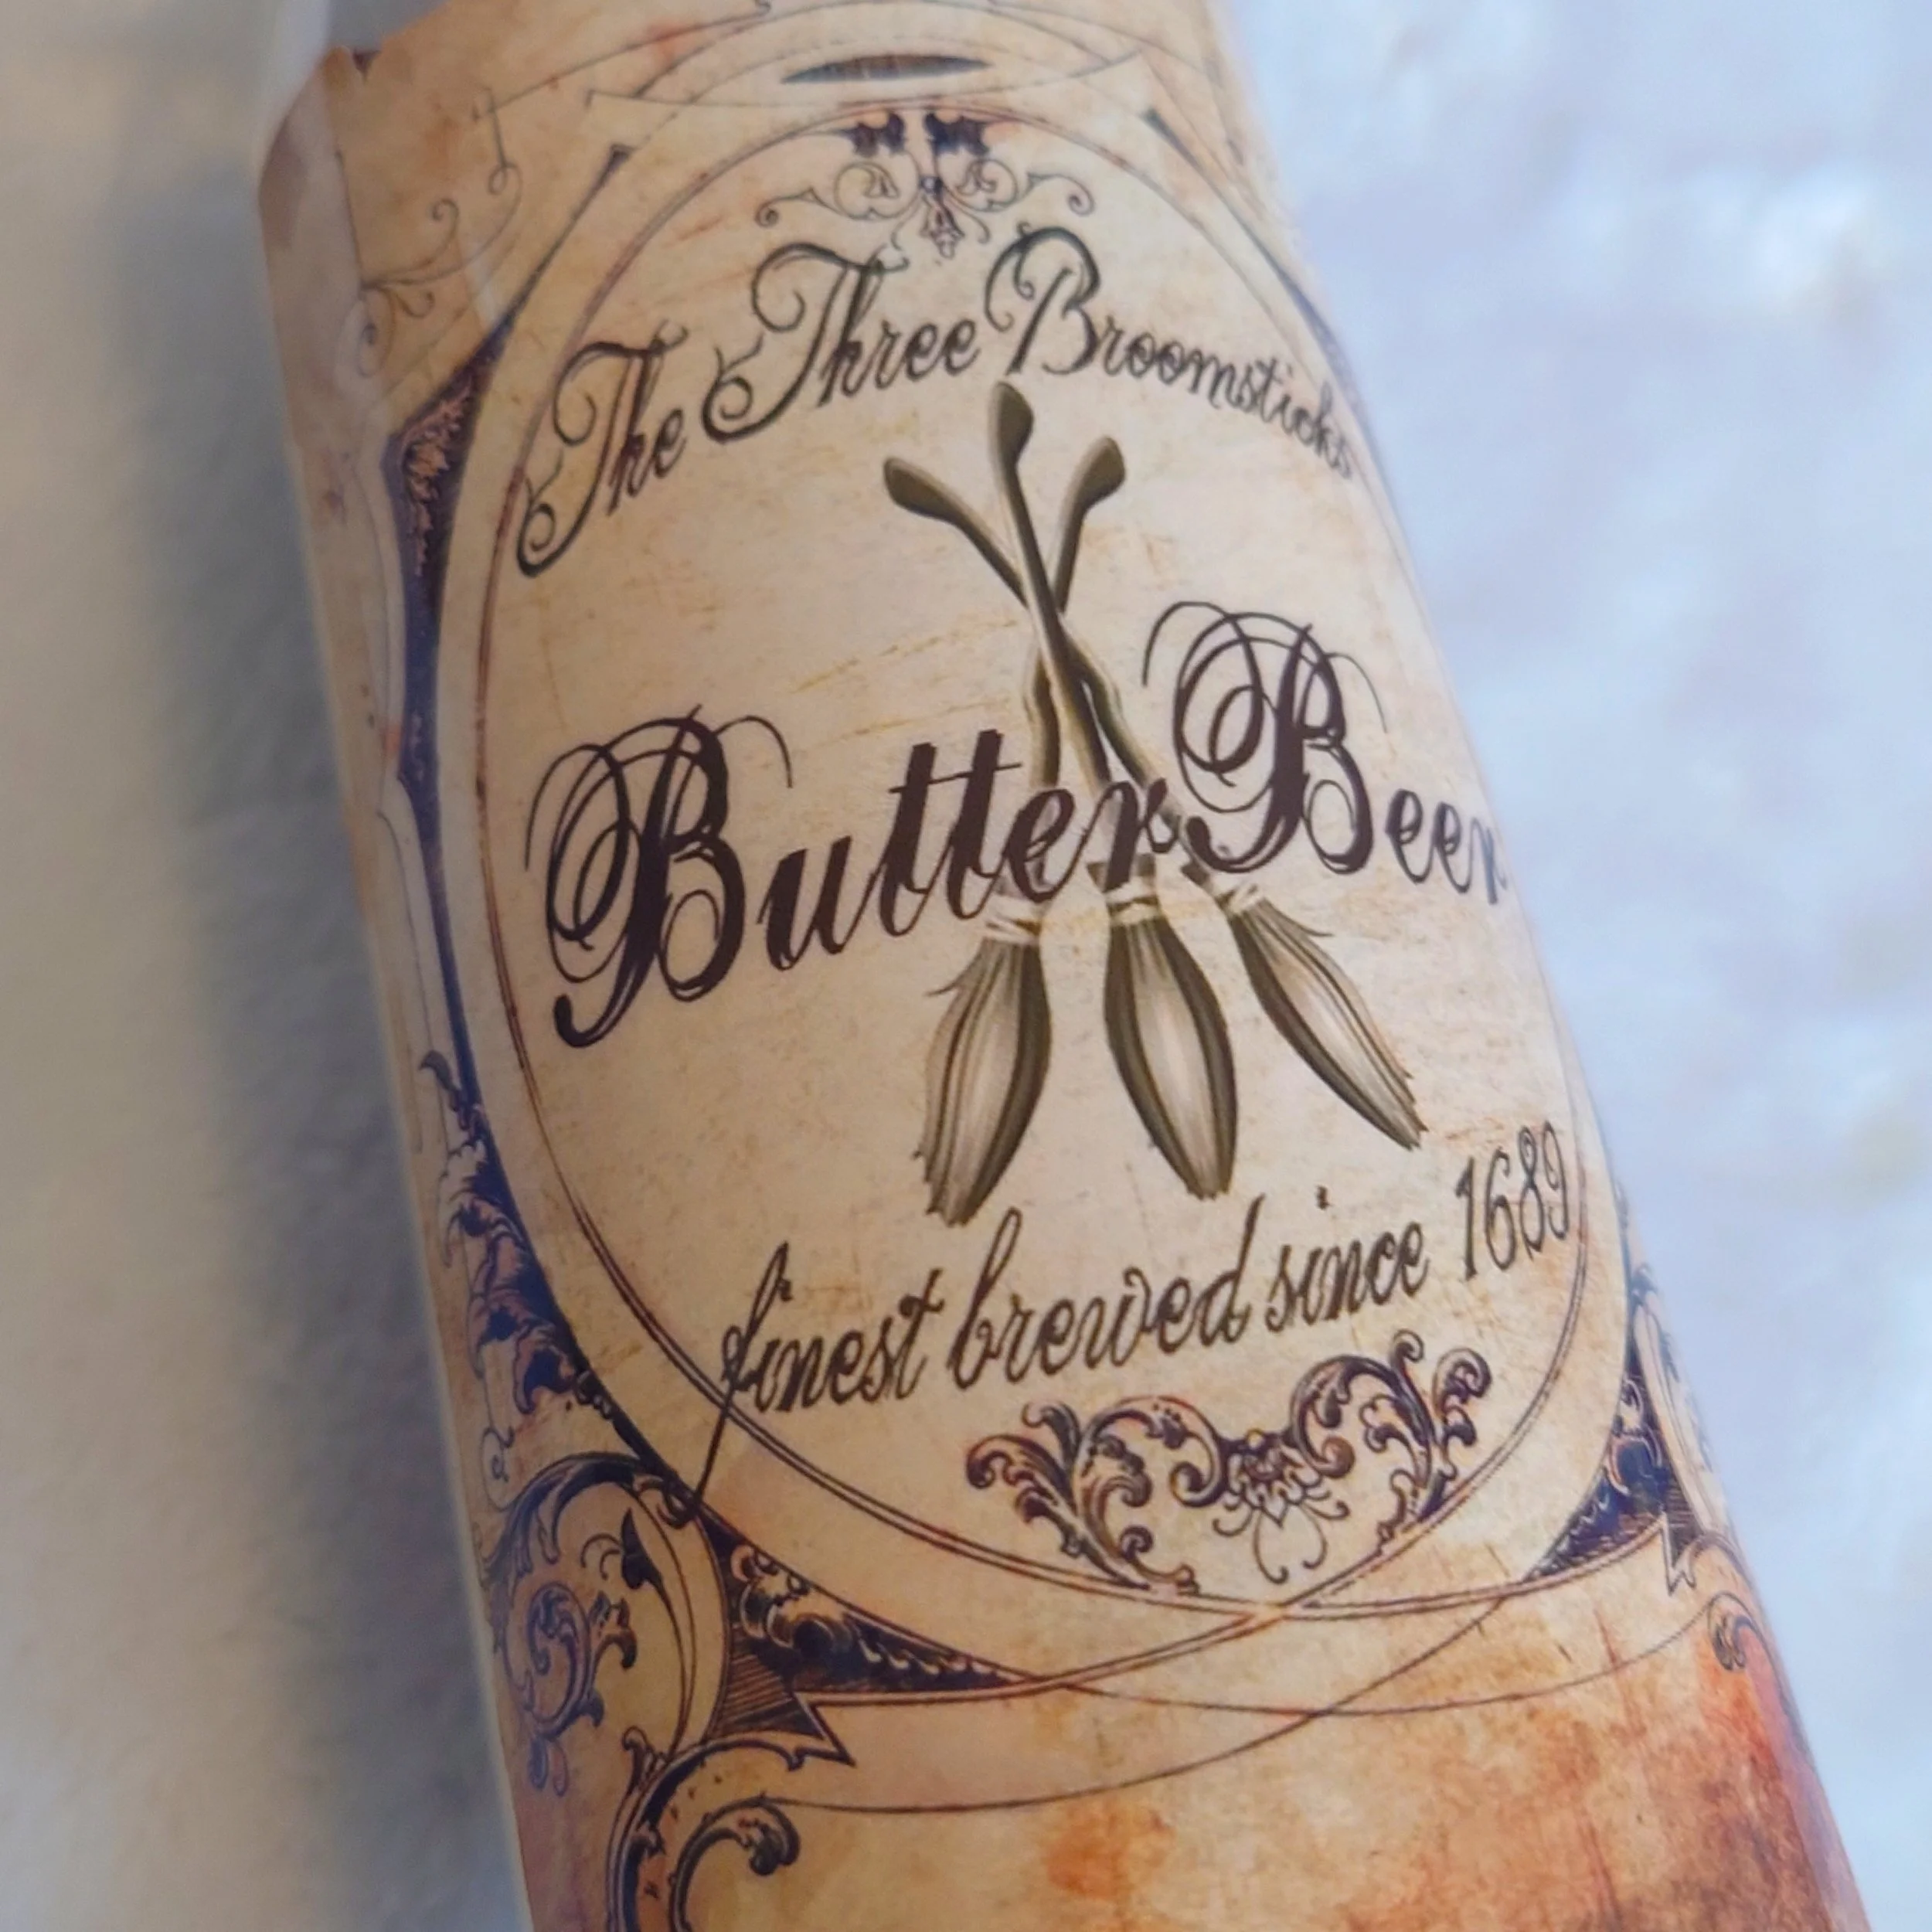 The Three Broomsticks
ButterBeer
finest brewed since 1689